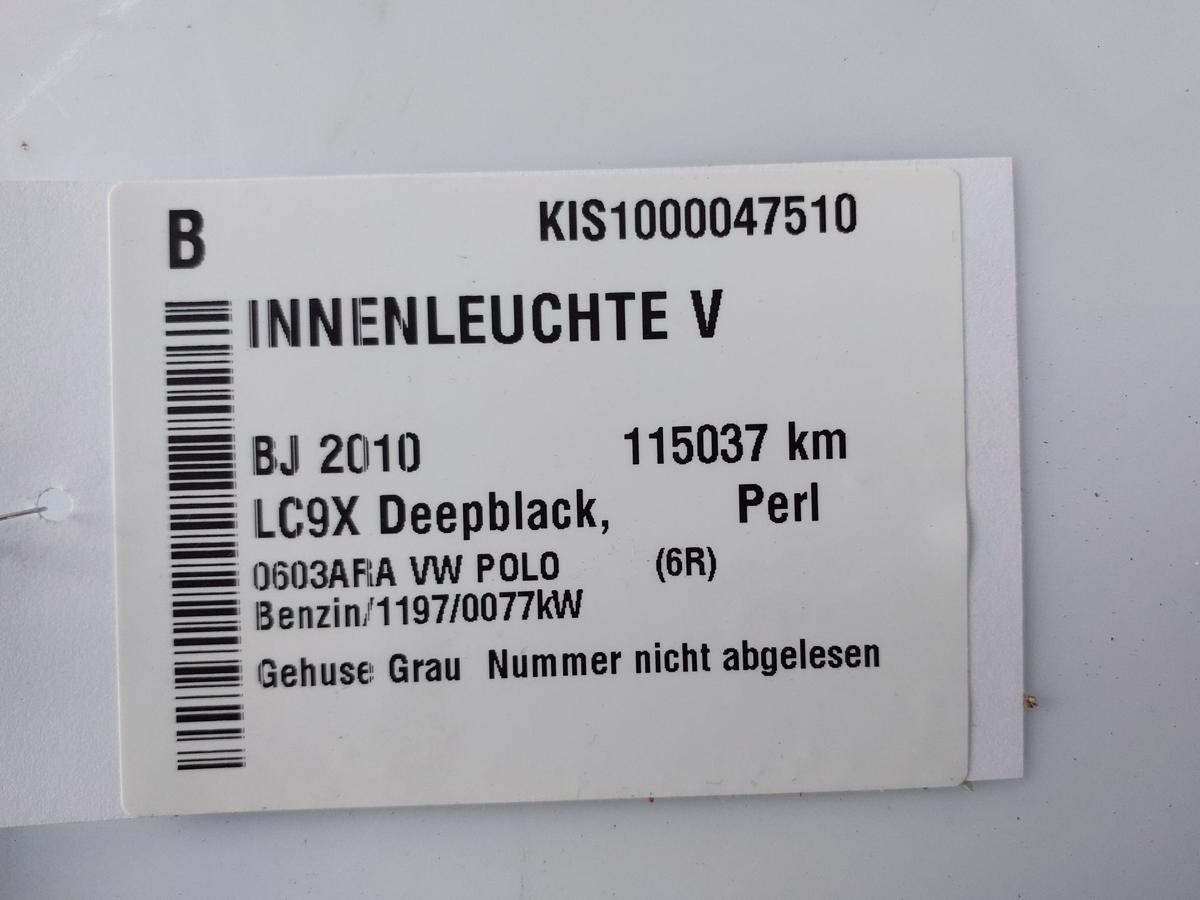 B KIS1000047510
INNENLEUCHTE V
BJ 2010 115037 km
LC9X Deepblack, Perl
0603ARA VW POLO (6R)
Benzin/1197/0077kW
Gehuse Grau Nummer nicht abgelesen